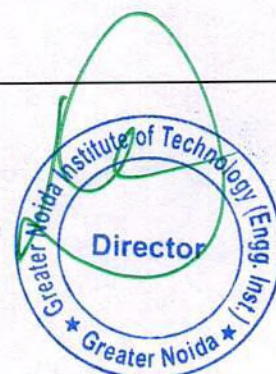 Greater Noida Institute of Technology (Engg. Inst.)
Director
★ Greater Noida ★